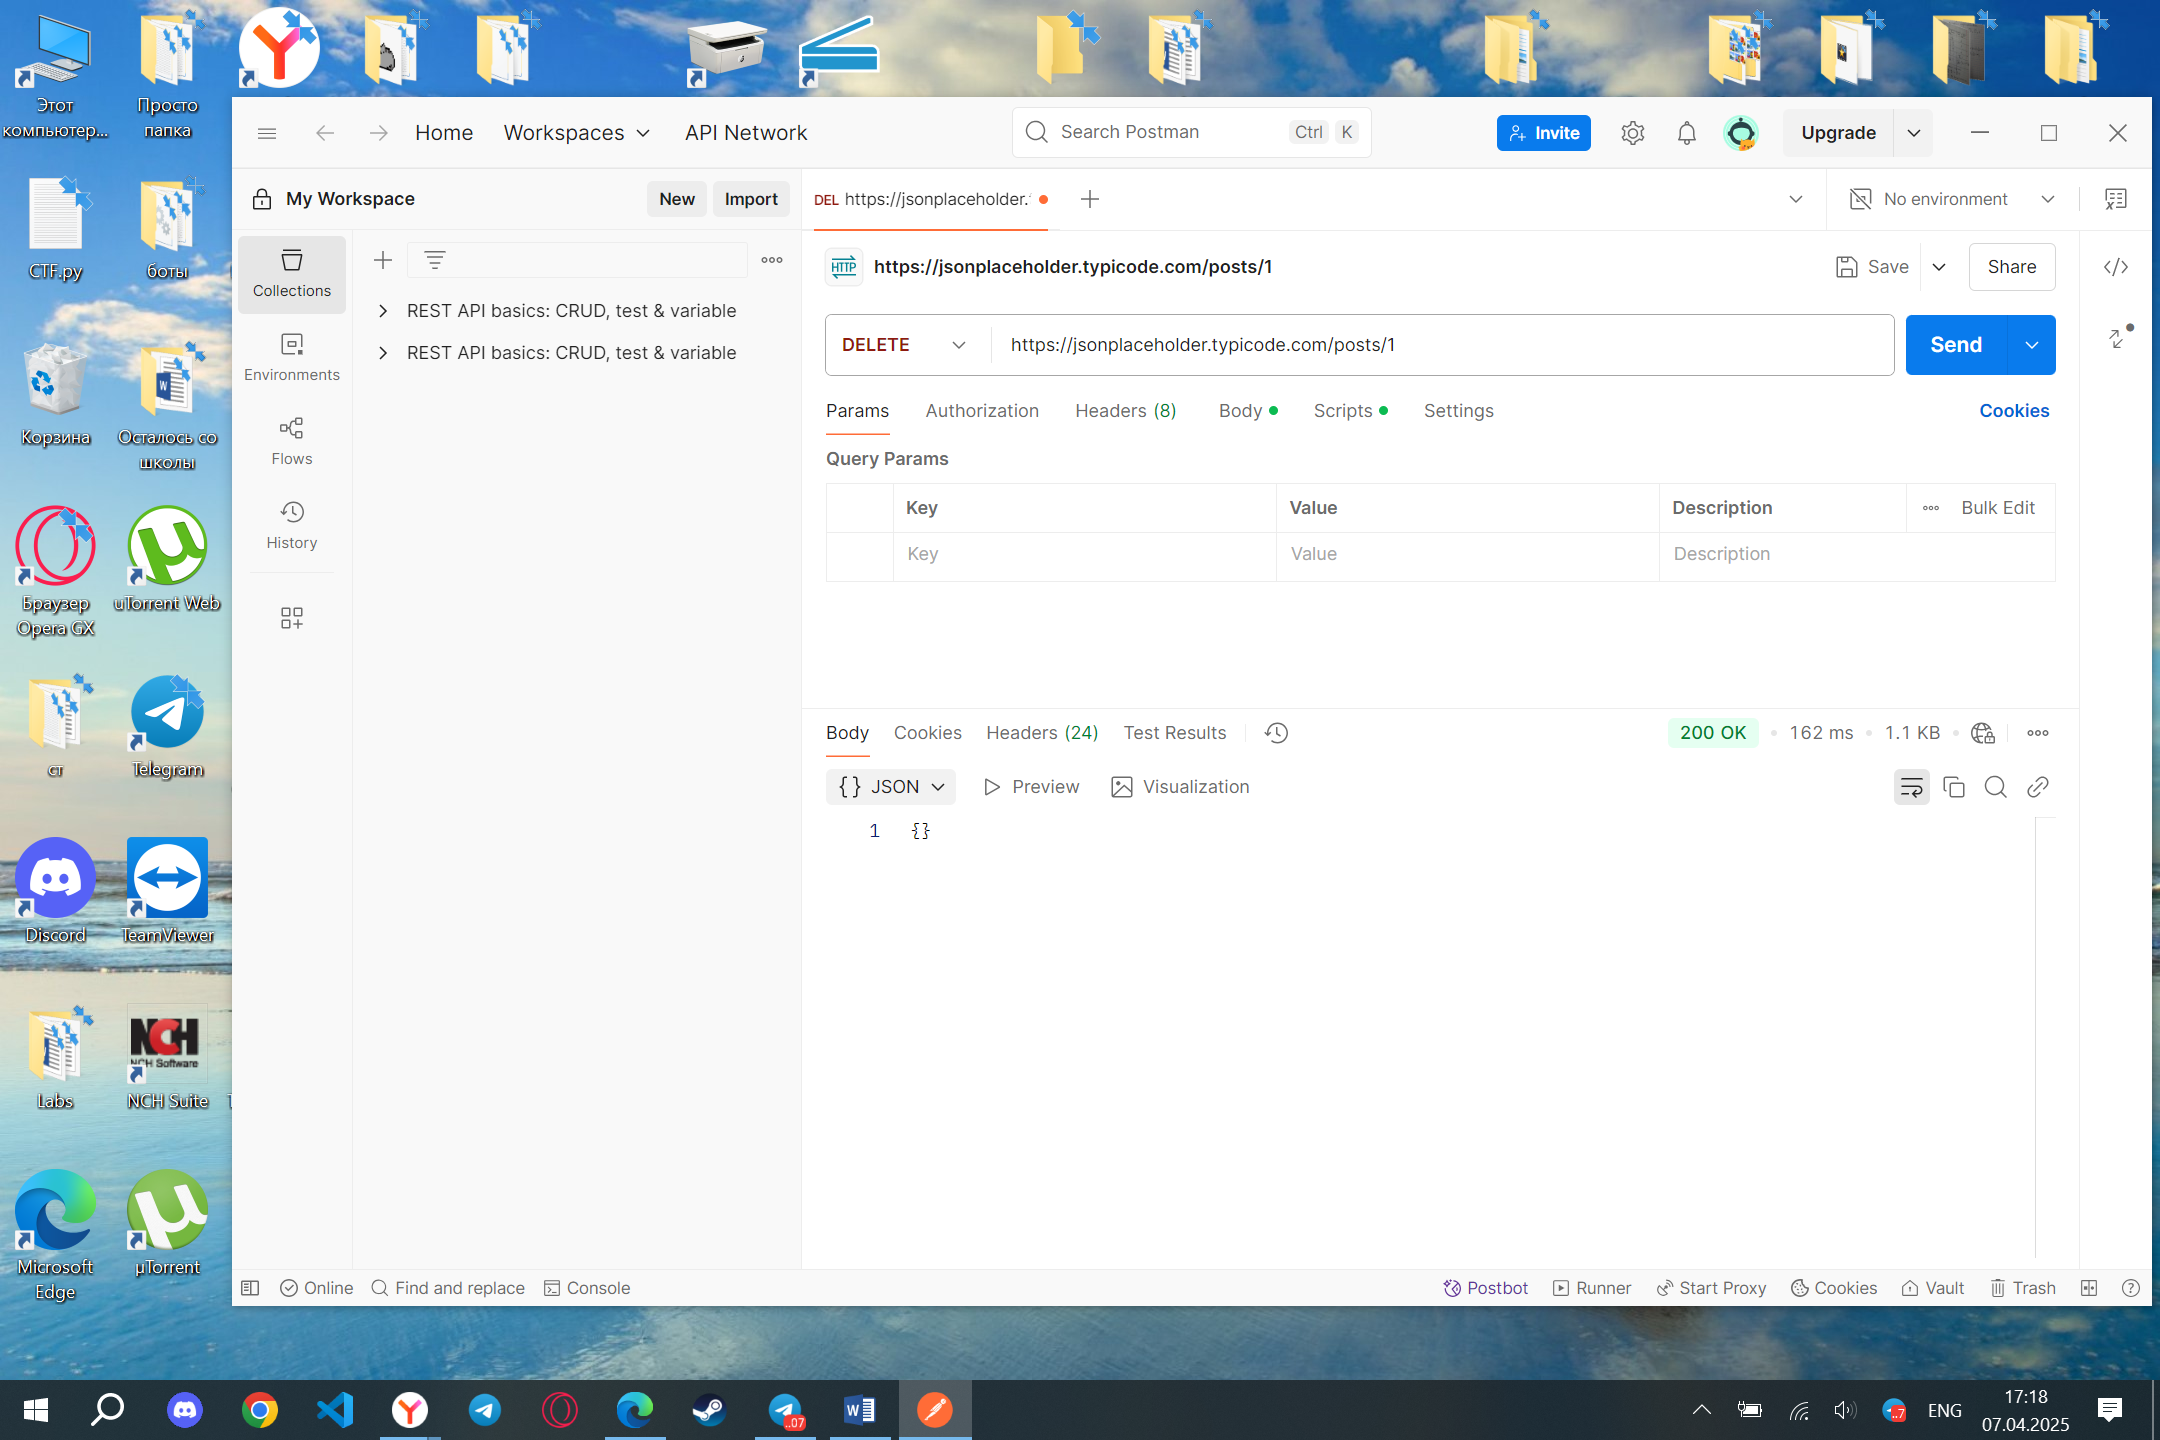 Этот
компьютер...
Просто
папка
CTF.py
боты
Корзина
Осталось со
школы
Браузер
Opera GX
uTorrent Web
ст
Telegram
Discord
TeamViewer
Labs
NCH
NCH Software
NCH Suite
Microsoft
Edge
µTorrent
Home
Workspaces
API Network
Search Postman
Ctrl
K
Invite
Upgrade
My Workspace
New
Import
DEL https://jsonplaceholder.
No environment
Collections
Environments
Flows
History
REST API basics: CRUD, test & variable
REST API basics: CRUD, test & variable
HTTP
https://jsonplaceholder.typicode.com/posts/1
Save
Share
DELETE
https://jsonplaceholder.typicode.com/posts/1
Send
Params
Authorization
Headers (8)
Body
Scripts
Settings
Cookies
Query Params
Key
Value
Description
Bulk Edit
Key
Value
Description
Body
Cookies
Headers (24)
Test Results
200 OK
162 ms
1.1 KB
{} JSON
Preview
Visualization
1 {}
Online
Find and replace
Console
Postbot
Runner
Start Proxy
Cookies
Vault
Trash
..07
..7
ENG
17:18
07.04.2025